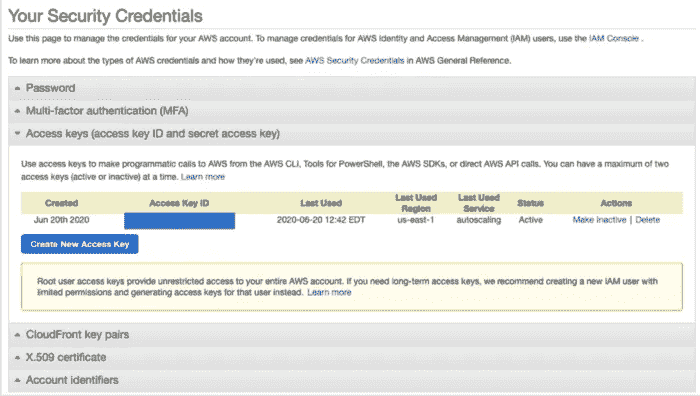 Your Security Credentials
Use this page to manage the credentials for your AWS account. To manage credentials for AWS Identity and Access Management (IAM) users, use the IAM Console .
To learn more about the types of AWS credentials and how they're used, see AWS Security Credentials in AWS General Reference.
Password
Multi-factor authentication (MFA)
Access keys (access key ID and secret access key)
Use access keys to make programmatic calls to AWS from the AWS CLI, Tools for PowerShell, the AWS SDKs, or direct AWS API calls. You can have a maximum of two
access keys (active or inactive) at a time. Learn more
Created Access Key ID Last Used Last Used Region Last Used Service Status Actions
Jun 20th 2020 2020-06-20 12:42 EDT us-east-1 autoscaling Active Make Inactive | Delete
Create New Access Key
Root user access keys provide unrestricted access to your entire AWS account. If you need long-term access keys, we recommend creating a new IAM user with
limited permissions and generating access keys for that user instead. Learn more
CloudFront key pairs
X.509 certificate
Account identifiers